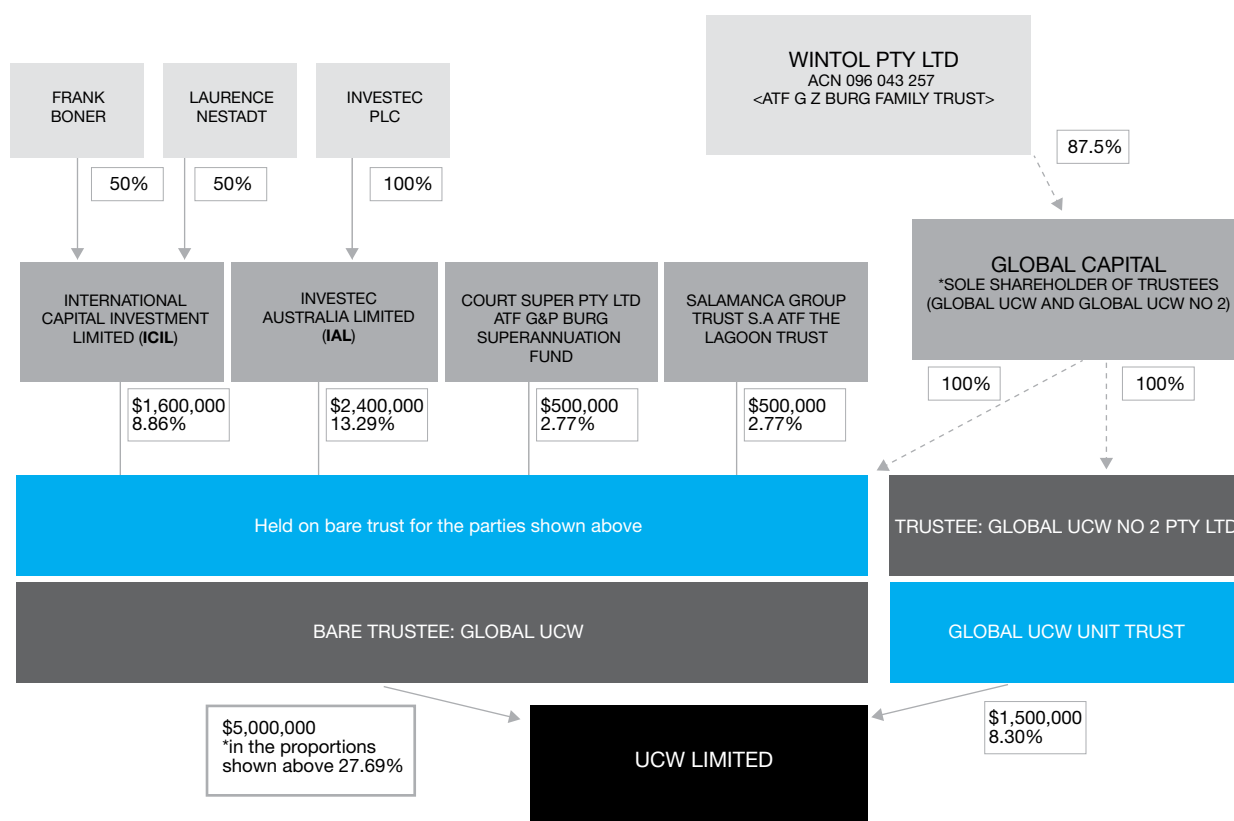 WINTOL PTY LTD
ACN 096 043 257
<ATF G Z BURG FAMILY TRUST>
FRANK
BONER
LAURENCE
NESTADT
INVESTEC
PLC
87.5%
50%
50%
100%
GLOBAL CAPITAL
*SOLE SHAREHOLDER OF TRUSTEES
(GLOBAL UCW AND GLOBAL UCW NO 2)
INTERNATIONAL
CAPITAL INVESTMENT
LIMITED (ICIL)
INVESTEC
AUSTRALIA LIMITED
(IAL)
COURT SUPER PTY LTD
ATF G&P BURG
SUPERANNUATION
FUND
SALAMANCA GROUP
TRUST S.A ATF THE
LAGOON TRUST
100%
100%
$1,600,000
8.86%
$2,400,000
13.29%
$500,000
2.77%
$500,000
2.77%
Held on bare trust for the parties shown above
TRUSTEE: GLOBAL UCW NO 2 PTY LTD
BARE TRUSTEE: GLOBAL UCW
GLOBAL UCW UNIT TRUST
$5,000,000
*in the proportions
shown above 27.69%
$1,500,000
8.30%
UCW LIMITED